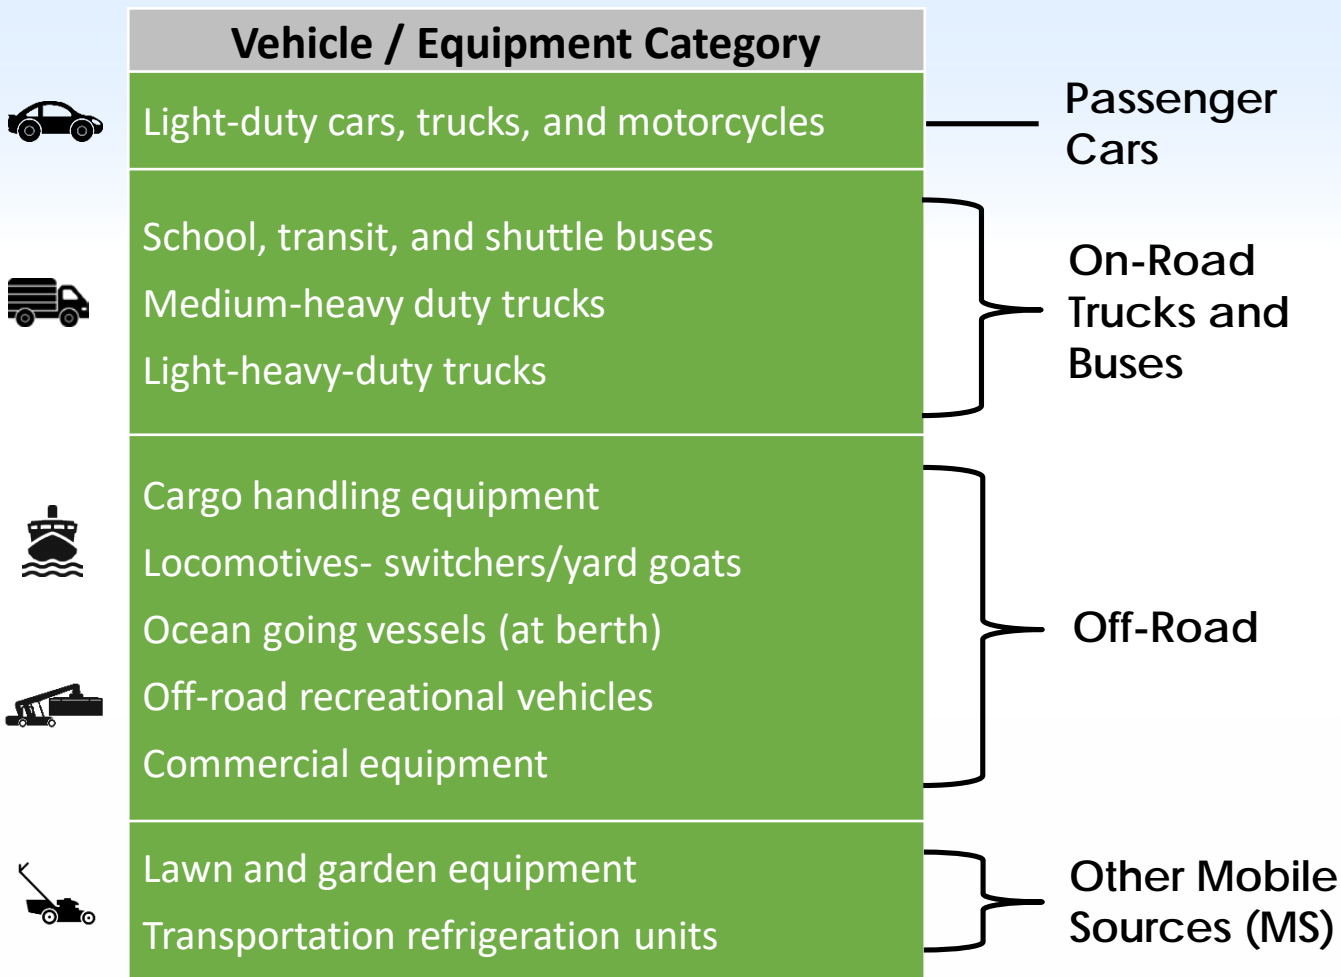 Vehicle / Equipment Category
Light-duty cars, trucks, and motorcycles
Passenger
Cars
School, transit, and shuttle buses
Medium-heavy duty trucks
Light-heavy-duty trucks
On-Road
Trucks and
Buses
Cargo handling equipment
Locomotives- switchers/yard goats
Ocean going vessels (at berth)
Off-road recreational vehicles
Commercial equipment
Off-Road
Lawn and garden equipment
Transportation refrigeration units
Other Mobile
Sources (MS)